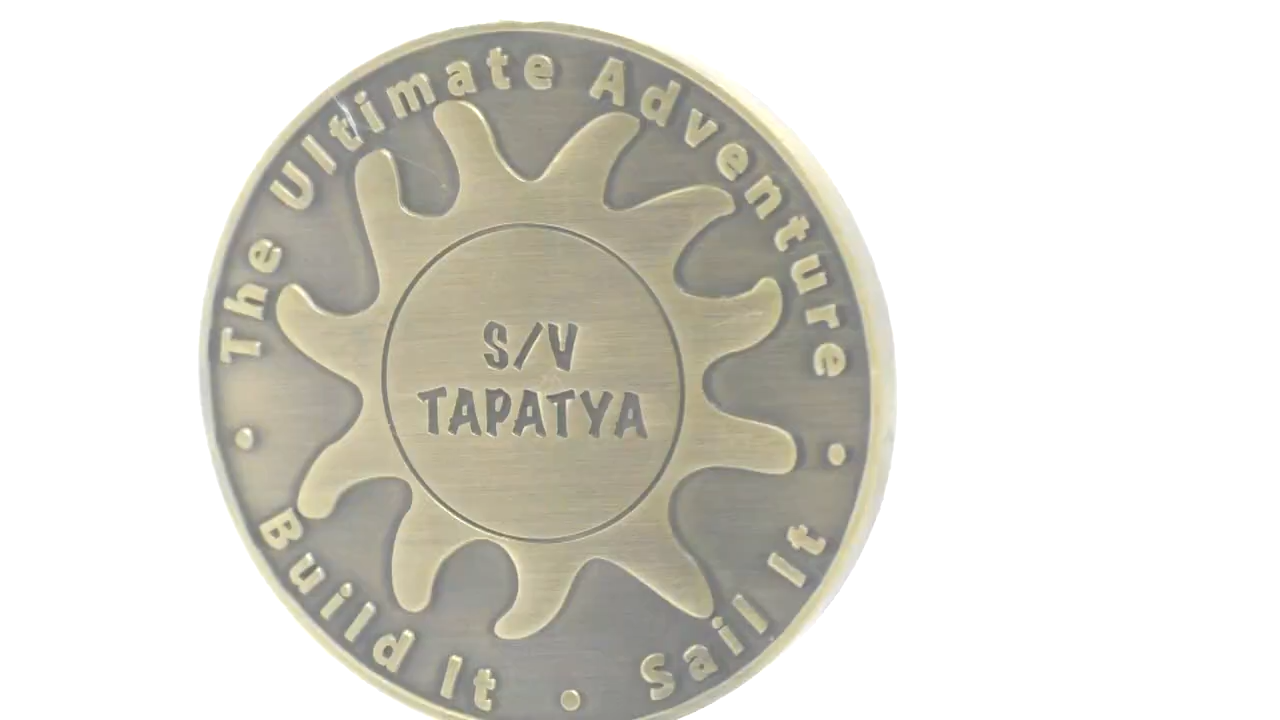 The Ultimate Adventure
S/V
TAPATYA
• Build It • Sail It •